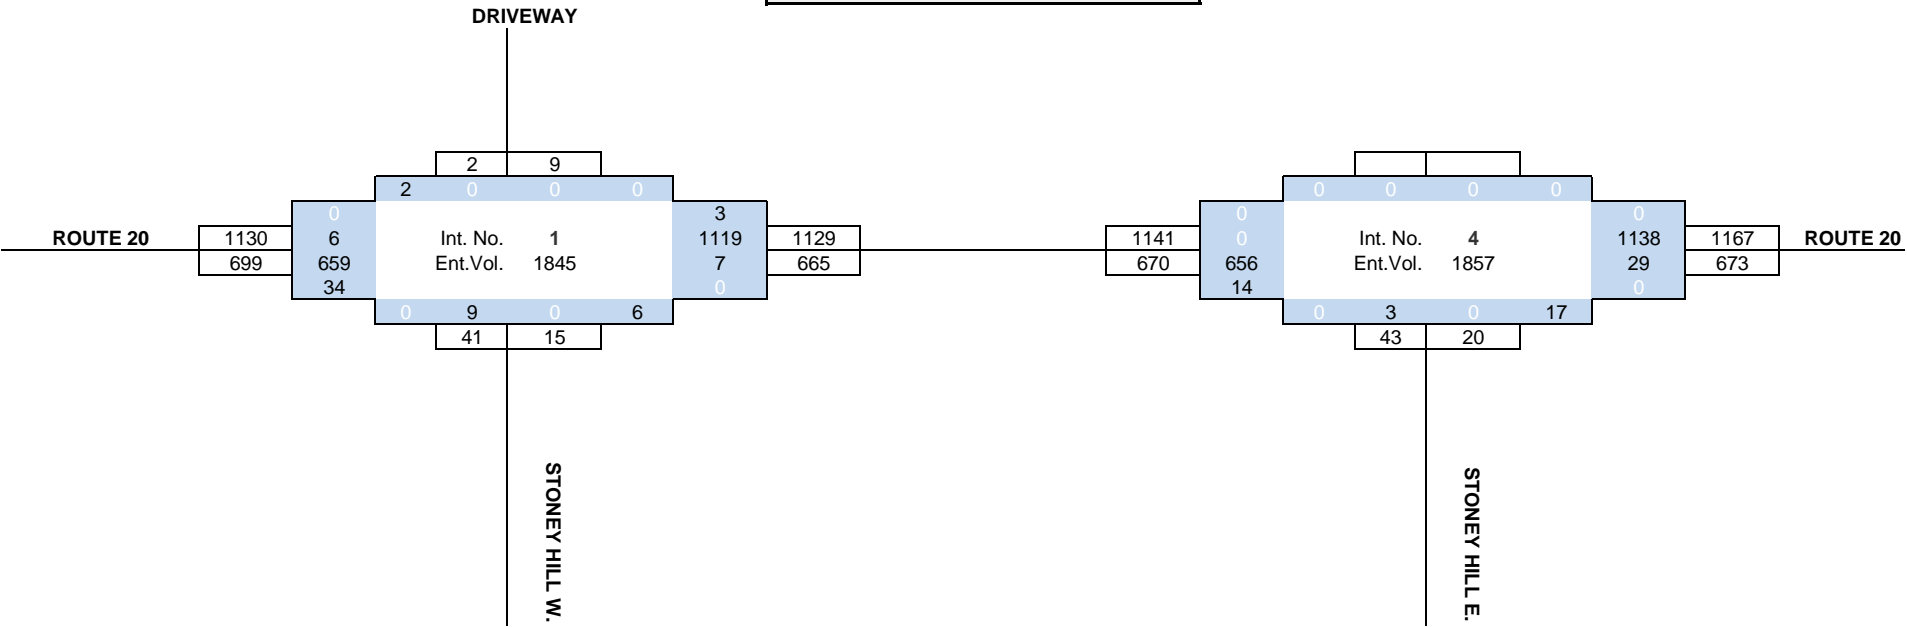 DRIVEWAY
2 9
2 0 0 0 0 0 0 0
0 3 0 0
ROUTE 20 1130 6 Int. No. 1 1119 1129 1141 0 Int. No. 4 1138 1167 ROUTE 20
699 659 Ent.Vol. 1845 7 665 670 656 Ent.Vol. 1857 29 673
34 0 14 0
0 9 0 6 0 3 0 17
41 15 43 20
STONEY HILL W.
STONEY HILL E.